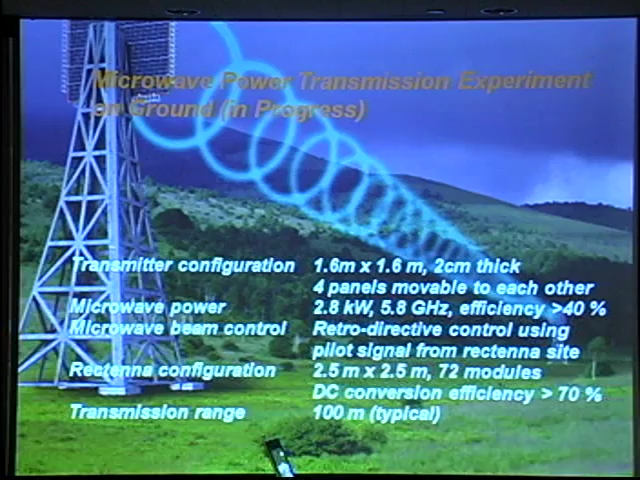 Microwave Power Transmission Experiment
on Ground (in Progress)
Transmitter configuration 1.6m x 1.6 m, 2cm thick
4 panels movable to each other
Microwave power 2.8 kW, 5.8 GHz, efficiency >40 %
Microwave beam control Retro-directive control using
pilot signal from rectenna site
Rectenna configuration 2.5 m x 2.5 m, 72 modules
DC conversion efficiency > 70 %
Transmission range 100 m (typical)